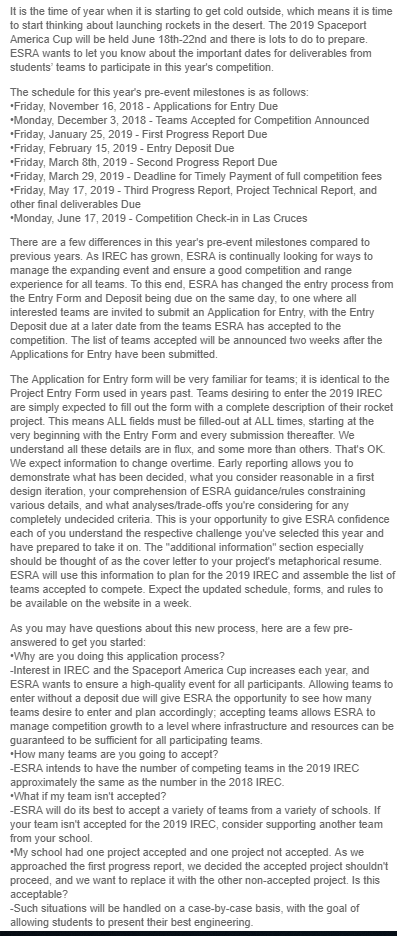 It is the time of year when it is starting to get cold outside, which means it is time
to start thinking about launching rockets in the desert. The 2019 Spaceport
America Cup will be held June 18th-22nd and there is lots to do to prepare.
ESRA wants to let you know about the important dates for deliverables from
students' teams to participate in this year's competition.
The schedule for this year's pre-event milestones is as follows:
•Friday, November 16, 2018 - Applications for Entry Due
•Monday, December 3, 2018 - Teams Accepted for Competition Announced
•Friday, January 25, 2019 - First Progress Report Due
•Friday, February 15, 2019 - Entry Deposit Due
•Friday, March 8th, 2019 - Second Progress Report Due
•Friday, March 29, 2019 - Deadline for Timely Payment of full competition fees
•Friday, May 17, 2019 - Third Progress Report, Project Technical Report, and
other final deliverables Due
•Monday, June 17, 2019 - Competition Check-in in Las Cruces
There are a few differences in this year's pre-event milestones compared to
previous years. As IREC has grown, ESRA is continually looking for ways to
manage the expanding event and ensure a good competition and range
experience for all teams. To this end, ESRA has changed the entry process from
the Entry Form and Deposit being due on the same day, to one where all
interested teams are invited to submit an Application for Entry, with the Entry
Deposit due at a later date from the teams ESRA has accepted to the
competition. The list of teams accepted will be announced two weeks after the
Applications for Entry have been submitted.
The Application for Entry form will be very familiar for teams; it is identical to the
Project Entry Form used in years past. Teams desiring to enter the 2019 IREC
are simply expected to fill out the form with a complete description of their rocket
project. This means ALL fields must be filled-out at ALL times, starting at the
very beginning with the Entry Form and every submission thereafter. We
understand all these details are in flux, and some more than others. That's OK.
We expect information to change overtime. Early reporting allows you to
demonstrate what has been decided, what you consider reasonable in a first
design iteration, your comprehension of ESRA guidance/rules constraining
various details, and what analyses/trade-offs you're considering for any
completely undecided criteria. This is your opportunity to give ESRA confidence
each of you understand the respective challenge you've selected this year and
have prepared to take it on. The "additional information" section especially
should be thought of as the cover letter to your project's metaphorical resume.
ESRA will use this information to plan for the 2019 IREC and assemble the list of
teams accepted to compete. Expect the updated schedule, forms, and rules to
be available on the website in a week.
As you may have questions about this new process, here are a few pre-
answered to get you started:
•Why are you doing this application process?
-Interest in IREC and the Spaceport America Cup increases each year, and
ESRA wants to ensure a high-quality event for all participants. Allowing teams to
enter without a deposit due will give ESRA the opportunity to see how many
teams desire to enter and plan accordingly; accepting teams allows ESRA to
manage competition growth to a level where infrastructure and resources can be
guaranteed to be sufficient for all participating teams.
•How many teams are you going to accept?
-ESRA intends to have the number of competing teams in the 2019 IREC
approximately the same as the number in the 2018 IREC.
•What if my team isn't accepted?
-ESRA will do its best to accept a variety of teams from a variety of schools. If
your team isn't accepted for the 2019 IREC, consider supporting another team
from your school.
•My school had one project accepted and one project not accepted. As we
approached the first progress report, we decided the accepted project shouldn't
proceed, and we want to replace it with the other non-accepted project. Is this
acceptable?
-Such situations will be handled on a case-by-case basis, with the goal of
allowing students to present their best engineering.